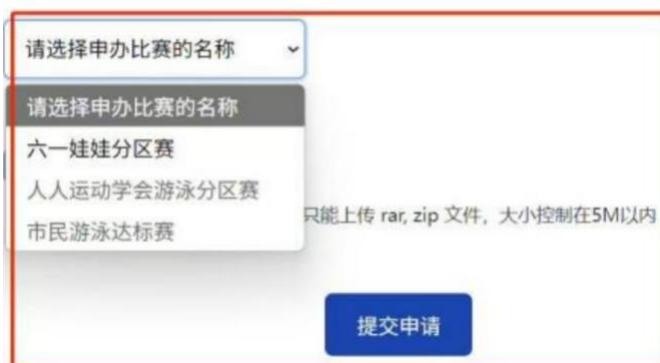 请选择申办比赛的名称
请选择申办比赛的名称
六一娃娃分区赛
人人运动学会游泳分区赛
市民游泳达标赛
只能上传 rar, zip 文件，大小控制在5M以内
提交申请